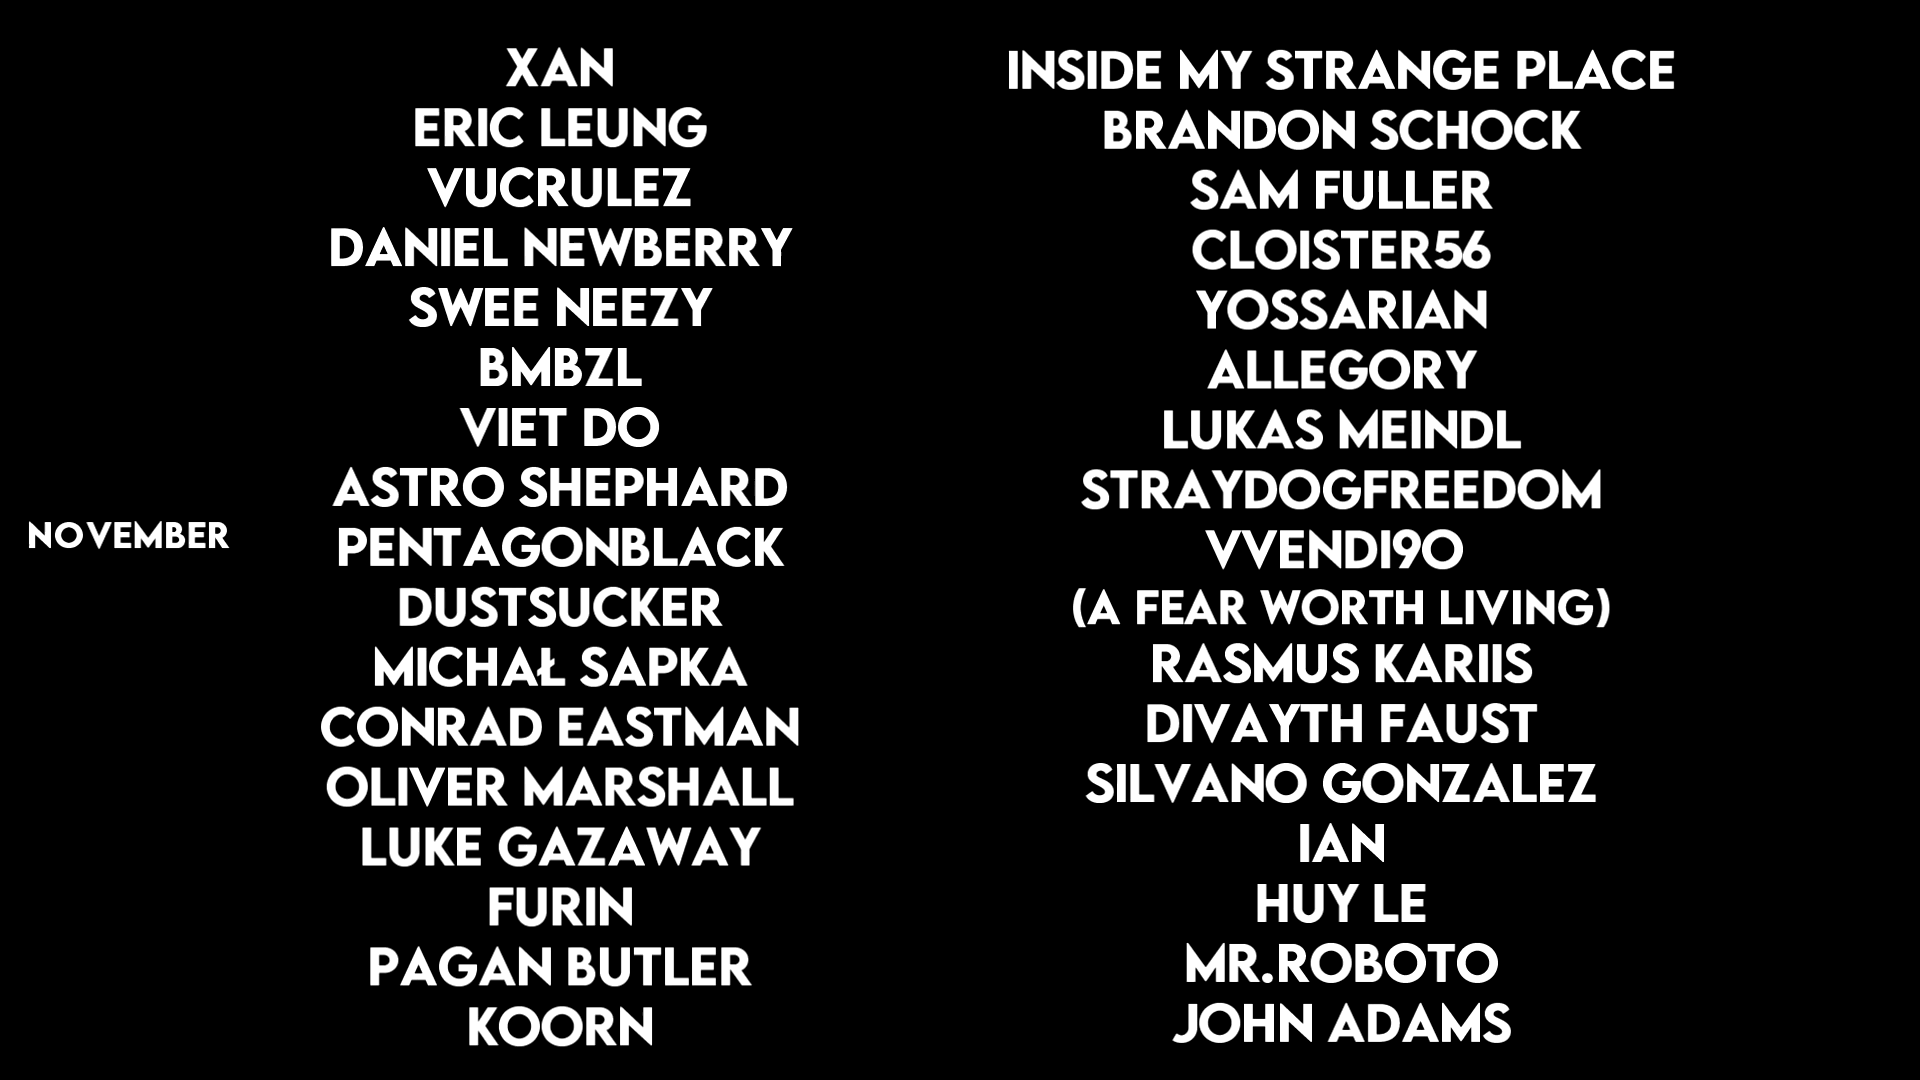 NOVEMBER
XAN
ERIC LEUNG
VUCRULEZ
DANIEL NEWBERRY
SWEE NEEZY
BMBZL
VIET DO
ASTRO SHEPHARD
PENTAGONBLACK
DUSTSUCKER
MICHAŁ SAPKA
CONRAD EASTMAN
OLIVER MARSHALL
LUKE GAZAWAY
FURIN
PAGAN BUTLER
KOORN
INSIDE MY STRANGE PLACE
BRANDON SCHOCK
SAM FULLER
CLOISTER56
YOSSARIAN
ALLEGORY
LUKAS MEINDL
STRAYDOGFREEDOM
VVENDI9O
(A FEAR WORTH LIVING)
RASMUS KARIIS
DIVAYTH FAUST
SILVANO GONZALEZ
IAN
HUY LE
MR.ROBOTO
JOHN ADAMS